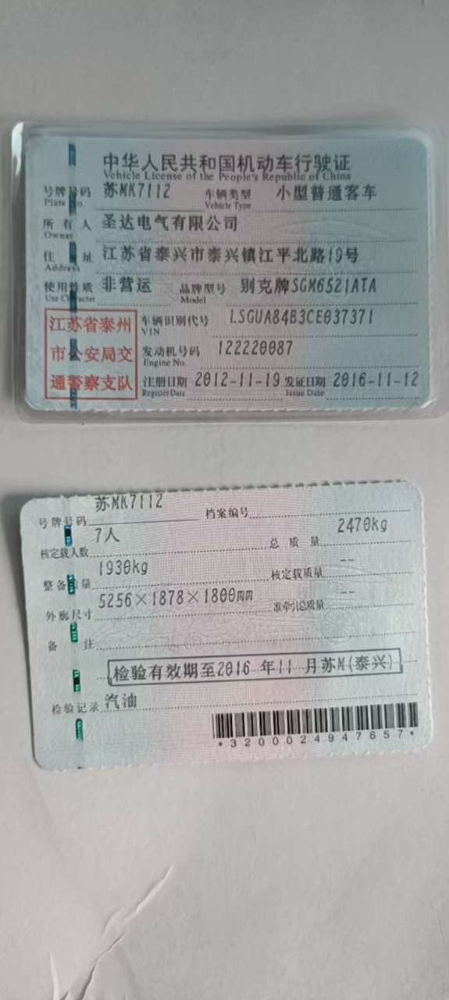 中华人民共和国机动车行驶证
Vehicle License of the People's Republic of China
号牌号码 苏MK7112 车辆类型 小型普通客车
Plate No. Vehicle Type
所有人 圣达电气有限公司
Owner
住址 江苏省泰兴市泰兴镇江平北路19号
Address
使用性质 非营运 品牌型号 别克牌SGM6521ATA
Use Character Model
江苏省泰州
市公安局交
通警察支队
车辆识别代号 LSGUA84B3CE037371
VIN
发动机号码 122220087
Engine No.
注册日期 2012-11-19 发证日期 2016-11-12
Register Date Issue Date
号牌号码 苏MK7112 档案编号
核定载人数 7人 总质量 2470kg
整备质量 1930kg 核定载质量 --
外廓尺寸 5256×1878×1800mm 准牵引总质量 --
备注
检验有效期至2016年11月苏M(泰兴)
检验记录 汽油
*3200024947657*